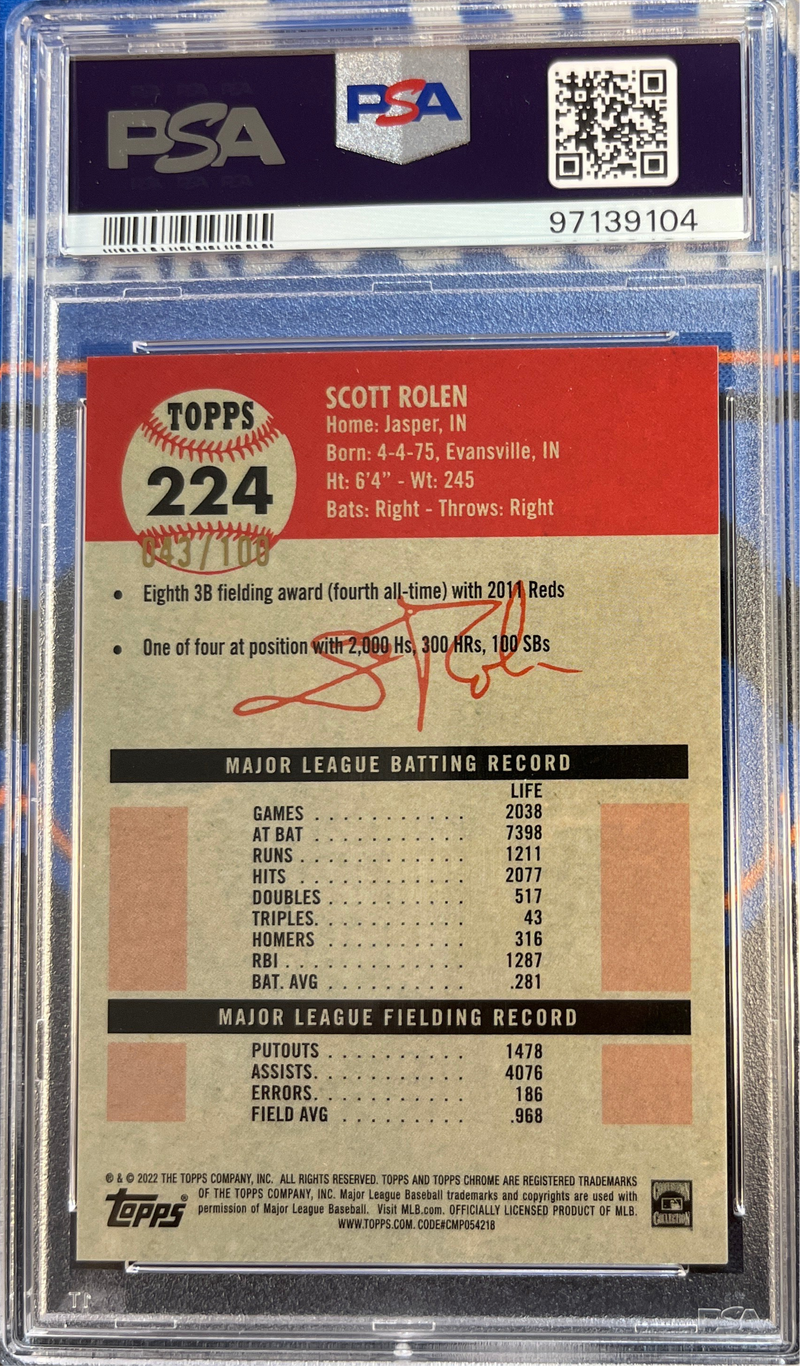 PSA
PSA
97139104
TOPPS
224
043/100
SCOTT ROLEN
Home: Jasper, IN
Born: 4-4-75, Evansville, IN
Ht: 6'4" - Wt: 245
Bats: Right - Throws: Right
• Eighth 3B fielding award (fourth all-time) with 2011 Reds
• One of four at position with 2,000 Hs, 300 HRs, 100 SBs
MAJOR LEAGUE BATTING RECORD
LIFE
GAMES . . . . . . . . . . . 2038
AT BAT . . . . . . . . . . . 7398
RUNS . . . . . . . . . . . . 1211
HITS . . . . . . . . . . . . 2077
DOUBLES . . . . . . . . . . 517
TRIPLES. . . . . . . . . . . 43
HOMERS . . . . . . . . . . 316
RBI . . . . . . . . . . . . . 1287
BAT. AVG . . . . . . . . . . .281
MAJOR LEAGUE FIELDING RECORD
PUTOUTS . . . . . . . . . . 1478
ASSISTS. . . . . . . . . . . 4076
ERRORS. . . . . . . . . . . 186
FIELD AVG . . . . . . . . . .968
® & © 2022 THE TOPPS COMPANY, INC. ALL RIGHTS RESERVED. TOPPS AND TOPPS CHROME ARE REGISTERED TRADEMARKS
OF THE TOPPS COMPANY, INC. Major League Baseball trademarks and copyrights are used with
permission of Major League Baseball. Visit MLB.com. OFFICIALLY LICENSED PRODUCT OF MLB.
WWW.TOPPS.COM. CODE#CMP054218
Topps®
PSA